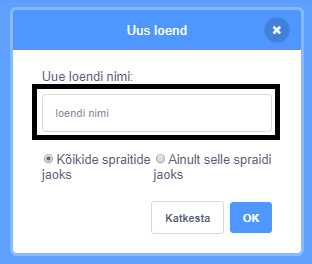 Uus loend
Uue loendi nimi:
loendi nimi
Kõikide spraitide jaoks
Ainult selle spraidi jaoks
Katkesta
OK